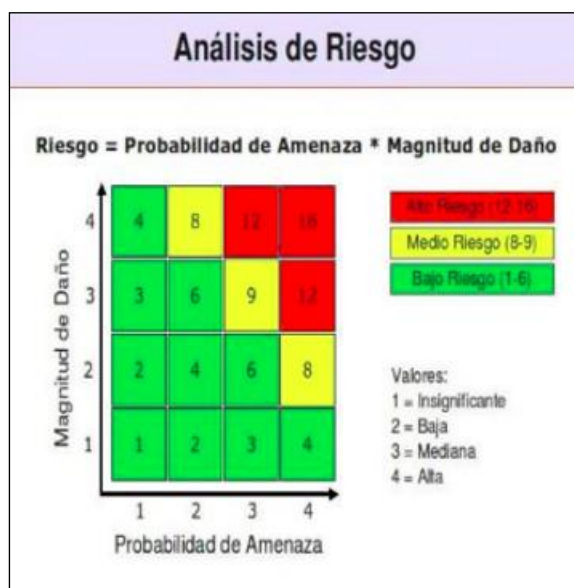 Análisis de Riesgo
Riesgo = Probabilidad de Amenaza * Magnitud de Daño
Magnitud de Daño
4 4 8 12 16
3 3 6 9 12
2 2 4 6 8
1 1 2 3 4
1 2 3 4
Probabilidad de Amenaza
Alto Riesgo (12-16)
Medio Riesgo (8-9)
Bajo Riesgo (1-6)
Valores:
1 = Insignificante
2 = Baja
3 = Mediana
4 = Alta